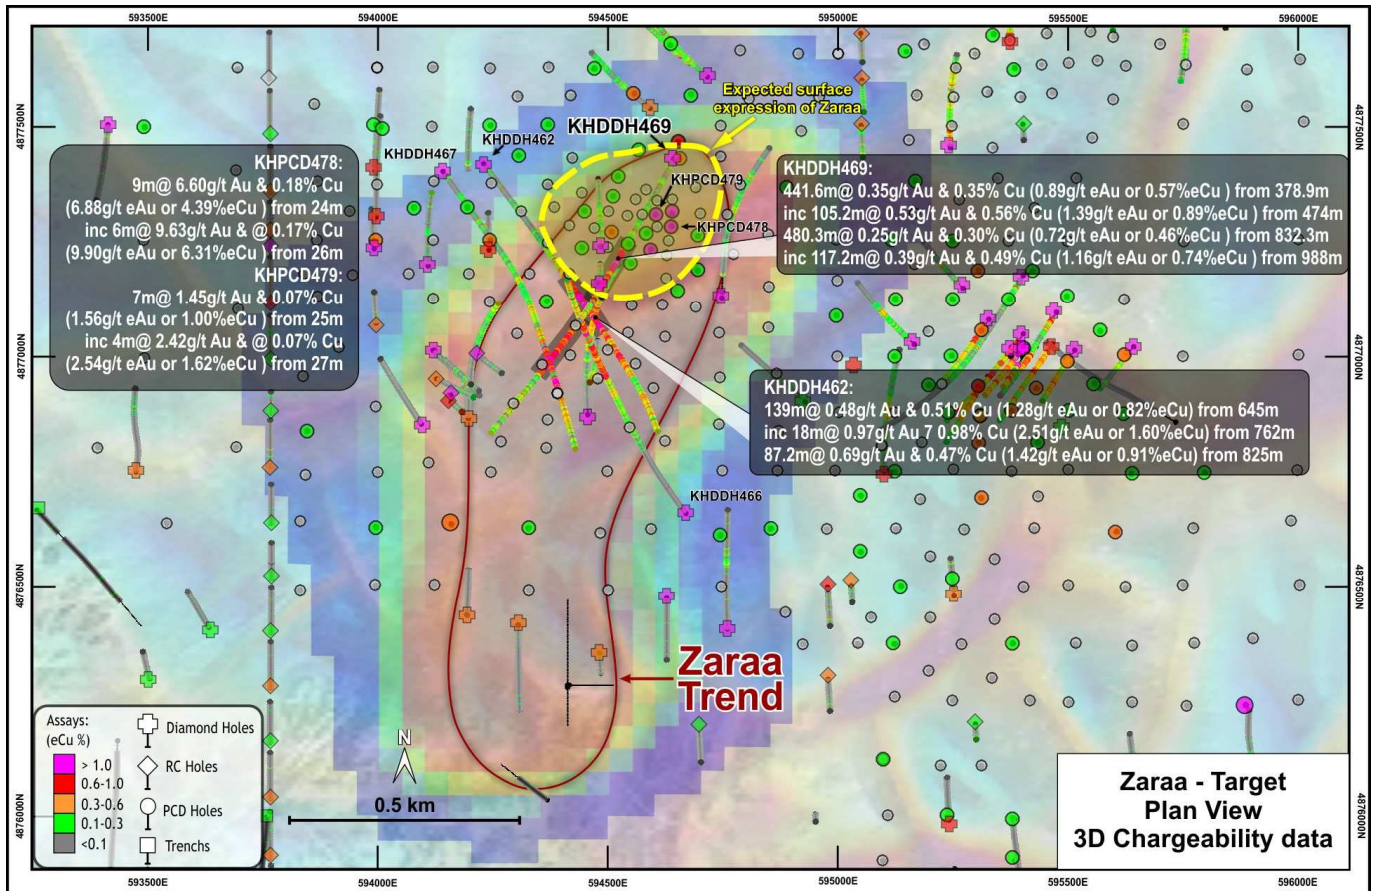 593500E
594000E
594500E
595000E
595500E
596000E
4877500N
4877500N
Expected surface
expression of Zaraa
KHDDH469
KHDDH462
KHDDH467
KHPCD479
KHPCD478
KHPCD478:
9m@ 6.60g/t Au & 0.18% Cu
(6.88g/t eAu or 4.39%eCu ) from 24m
inc 6m@ 9.63g/t Au & @ 0.17% Cu
(9.90g/t eAu or 6.31%eCu ) from 26m
KHPCD479:
7m@ 1.45g/t Au & 0.07% Cu
(1.56g/t eAu or 1.00%eCu ) from 25m
inc 4m@ 2.42g/t Au & @ 0.07% Cu
(2.54g/t eAu or 1.62%eCu ) from 27m
KHDDH469:
441.6m@ 0.35g/t Au & 0.35% Cu (0.89g/t eAu or 0.57%eCu ) from 378.9m
inc 105.2m@ 0.53g/t Au & 0.56% Cu (1.39g/t eAu or 0.89%eCu ) from 474m
480.3m@ 0.25g/t Au & 0.30% Cu (0.72g/t eAu or 0.46%eCu ) from 832.3m
inc 117.2m@ 0.39g/t Au & 0.49% Cu (1.16g/t eAu or 0.74%eCu ) from 988m
4877000N
4877000N
KHDDH462:
139m@ 0.48g/t Au & 0.51% Cu (1.28g/t eAu or 0.82%eCu) from 645m
inc 18m@ 0.97g/t Au 7 0.98% Cu (2.51g/t eAu or 1.60%eCu) from 762m
87.2m@ 0.69g/t Au & 0.47% Cu (1.42g/t eAu or 0.91%eCu) from 825m
KHDDH466
4876500N
4876500N
Zaraa
Trend
Assays:
(eCu %)
> 1.0
0.6-1.0
0.3-0.6
0.1-0.3
<0.1
Diamond Holes
RC Holes
PCD Holes
Trenchs
N
0.5 km
Zaraa - Target
Plan View
3D Chargeability data
4876000N
4876000N
593500E
594000E
594500E
595000E
595500E
596000E